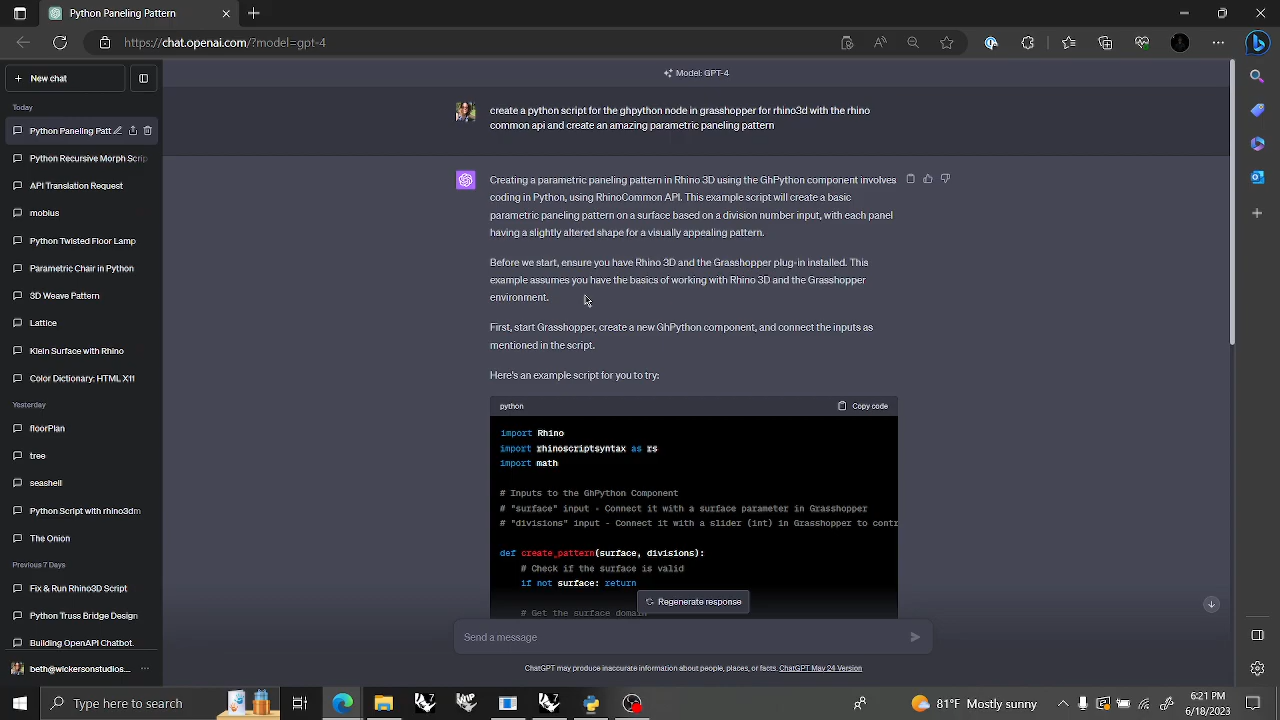 Python Paneling Patt
https://chat.openai.com/?model=gpt-4
New chat
Today
Python Panelling Patt
Python Recursive Morph Scrip
API Translation
mobus
Python Pleated Flor Lamp
Parametric Chair in Python
3D Weave Pattern
Lattice
Klein Surface with Rhino
Color Dictionary: HTML X11
Yesterday
floorPlan
tree
seashell
Python Script with rhino3dm
The Onion
Previous 7 Days
Fix & Run Rhino3D Script
Python Truss Bridge Design
Building OpenAI Chatbot.
beth@wickersonstudios...
Model: GPT-4
create a python script for the ghpython node in grasshopper for rhino3d with the rhino
common api and create an amazing parametric paneling pattern
Creating a parametric paneling pattern in Rhino 3D using the GhPython component involves
coding in Python, using RhinoCommon API. This example script will create a basic
parametric paneling pattern on a surface based on a division number input, with each panel
having a slightly altered shape for a visually appealing pattern.
Before we start, ensure you have Rhino 3D and the Grasshopper plug-in installed. This
example assumes you have the basics of working with Rhino 3D and the Grasshopper
environment.
First, start Grasshopper, create a new GhPython component, and connect the inputs as
mentioned in the script.
Here's an example script for you to try:
python
Copy code
import Rhino
import rhinoscriptsyntax as rs
import math
# Inputs to the GhPython Component
# "surface" input - Connect it with a surface parameter in Grasshopper
# "divisions" input - Connect it with a slider (int) in Grasshopper to contr
def create_pattern(surface, divisions):
# Check if the surface is valid
if not surface: return
# Get the surface domain
Regenerate response
Send a message
ChatGPT may produce inaccurate information about people, places, or facts. ChatGPT May 24 Version
Type here to search
81°F Mostly sunny
6:21 PM
6/18/2023